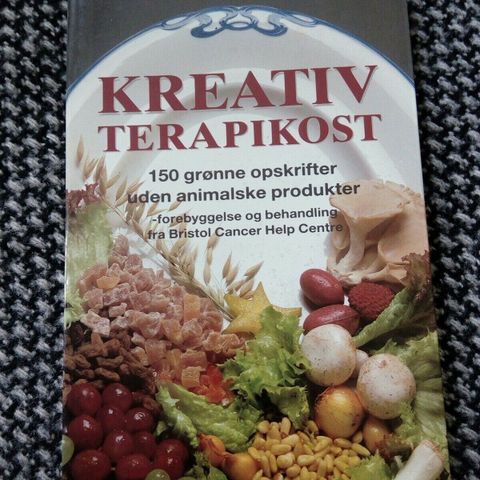 KREATIV
TERAPIKOST
150 grønne opskrifter
uden animalske produkter
-forebyggelse og behandling
fra Bristol Cancer Help Centre